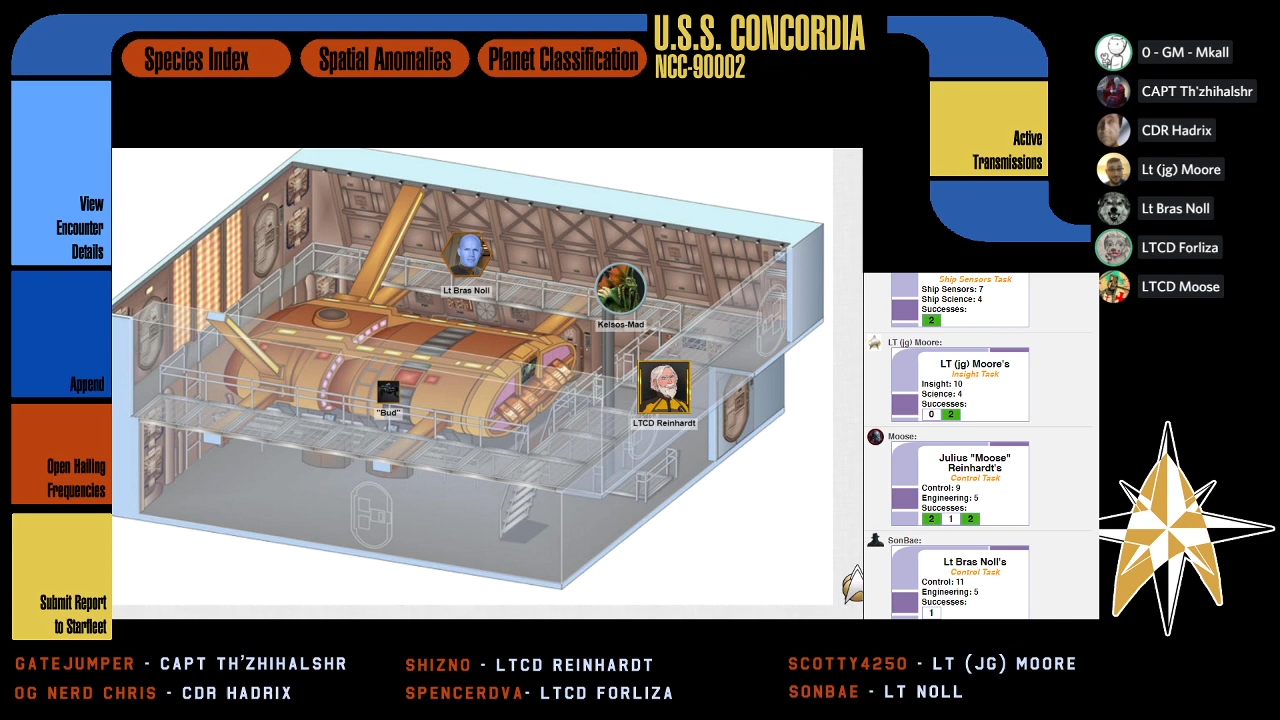 Species Index
Spatial Anomalies
Planet Classification
U.S.S. CONCORDIA
NCC-90002
View
Encounter
Details
Append
Open Hailing
Frequencies
Submit Report
to Starfleet
Active
Transmissions
0 - GM - Mkall
CAPT Th'zhihalshr
CDR Hadrix
Lt (jg) Moore
Lt Bras Noll
LTCD Forliza
LTCD Moose
Lt Bras Noll
Kelsos-Mad
"Bud"
LTCD Reinhardt
Ship Sensors Task
Ship Sensors: 7
Ship Science: 4
Successes:
2
LT (jg) Moore:
LT (jg) Moore's
Insight Task
Insight: 10
Science: 4
Successes:
0 2
Moose:
Julius "Moose"
Reinhardt's
Control Task
Control: 9
Engineering: 5
Successes:
2 1 2
SonBae:
Lt Bras Noll's
Control Task
Control: 11
Engineering: 5
Successes:
1
GATEJUMPER - CAPT TH'ZHIHALSHR
OG NERD CHRIS - CDR HADRIX
SHIZNO - LTCD REINHARDT
SPENCERDVA- LTCD FORLIZA
SCOTTY4250 - LT (JG) MOORE
SONBAE - LT NOLL